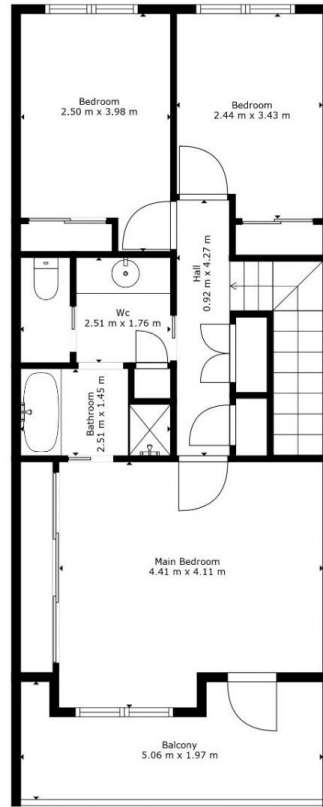 Bedroom
2.50 m x 3.98 m
Bedroom
2.44 m x 3.43 m
Hall
0.92 m x 4.27 m
Wc
2.51 m x 1.76 m
Bathroom
2.51 m x 1.45 m
Main Bedroom
4.41 m x 4.11 m
Balcony
5.06 m x 1.97 m